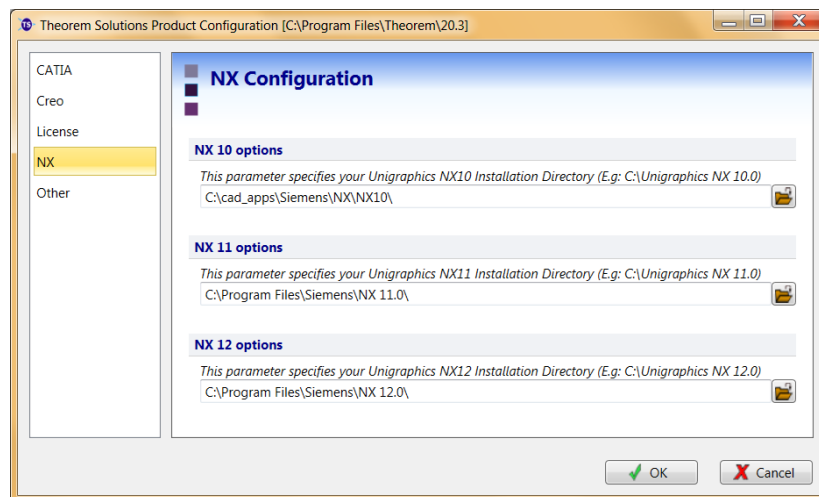 TS Theorem Solutions Product Configuration [C:\Program Files\Theorem\20.3]
CATIA
Creo
License
NX
Other
NX Configuration
NX 10 options
This parameter specifies your Unigraphics NX10 Installation Directory (E.g: C:\Unigraphics NX 10.0)
C:\cad_apps\Siemens\NX\NX10\
NX 11 options
This parameter specifies your Unigraphics NX11 Installation Directory (E.g: C:\Unigraphics NX 11.0)
C:\Program Files\Siemens\NX 11.0\
NX 12 options
This parameter specifies your Unigraphics NX12 Installation Directory (E.g: C:\Unigraphics NX 12.0)
C:\Program Files\Siemens\NX 12.0\
OK
Cancel